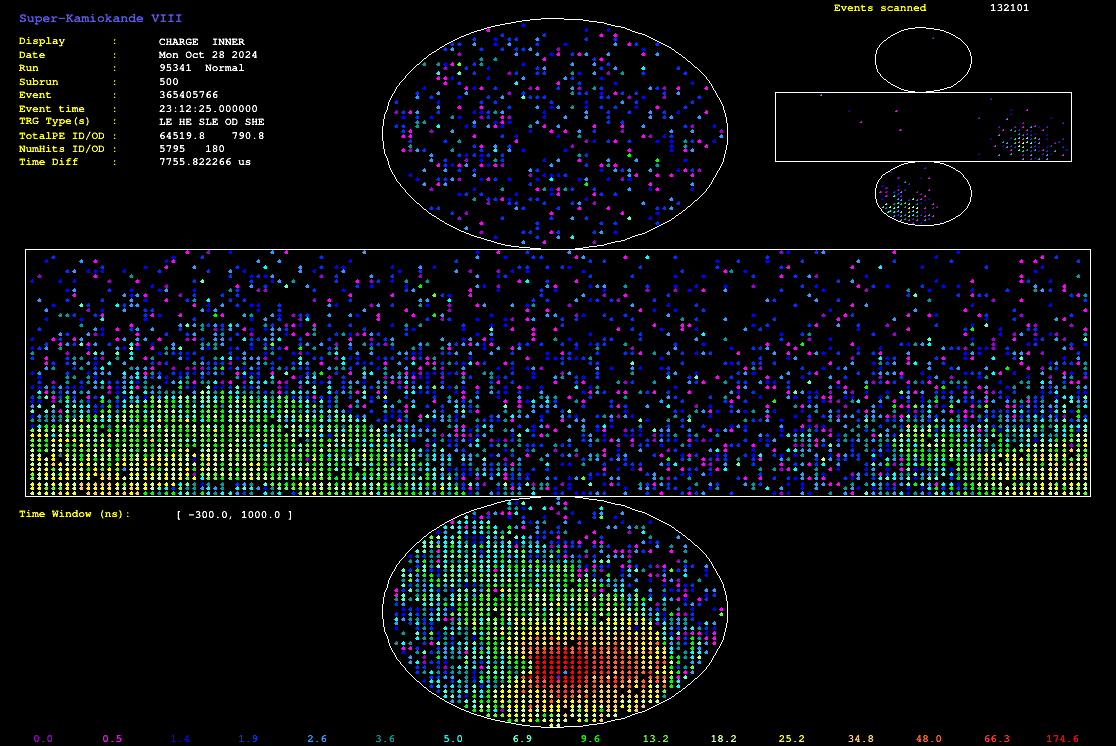 Super-Kamiokande VIII
Events scanned 132101
Display : CHARGE INNER
Date : Mon Oct 28 2024
Run : 95341 Normal
Subrun : 500
Event : 365405766
Event time : 23:12:25.000000
TRG Type(s) : LE HE SLE OD SHE
TotalPE ID/OD : 64519.8 790.8
NumHits ID/OD : 5795 180
Time Diff : 7755.822266 us
Time Window (ns): [ -300.0, 1000.0 ]
0.0 0.5 1.4 1.9 2.6 3.6 5.0 6.9 9.6 13.2 18.2 25.2 34.8 48.0 66.3 174.6